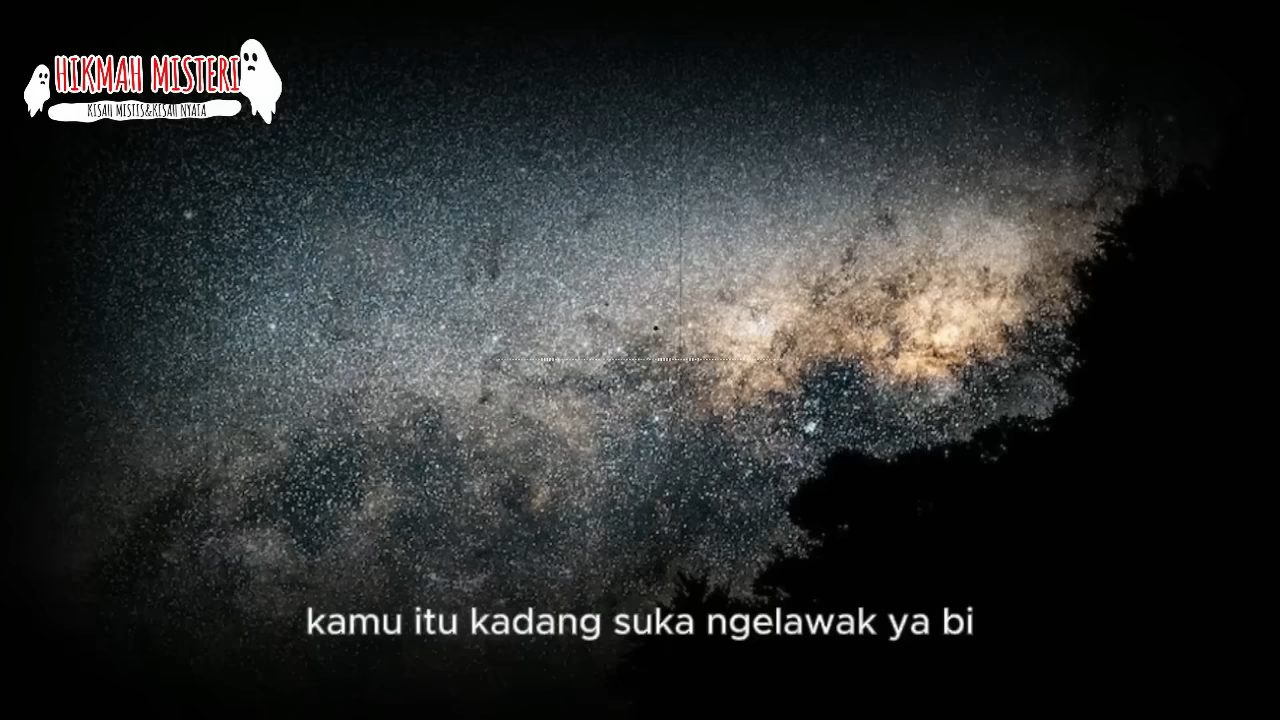 HIKMAH MISTERI
KISAH MISTIS&KISAH NYATA
kamu itu kadang suka ngelawak ya bi